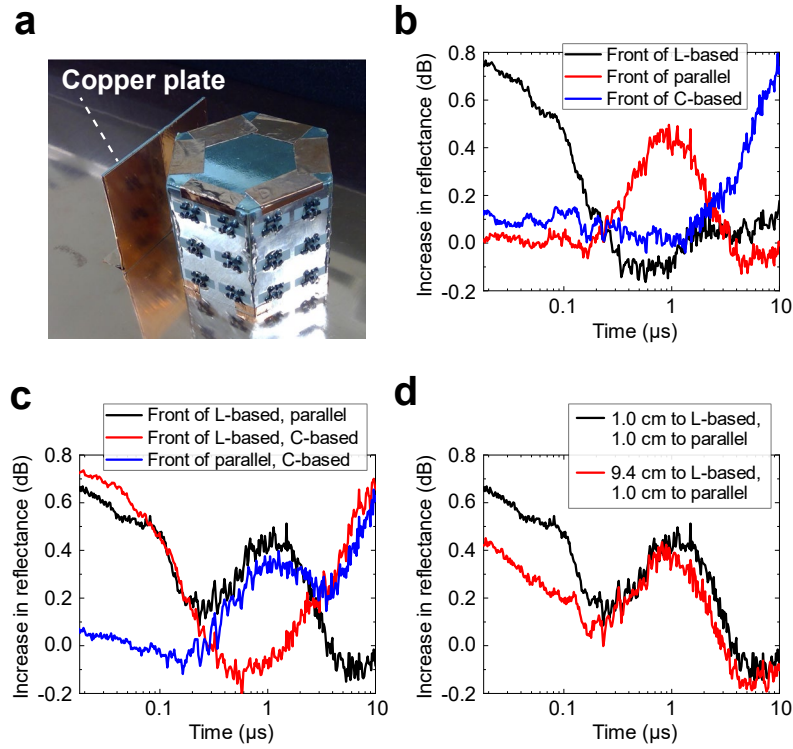 a
Copper plate
b
Increase in reflectance (dB)
0.8
0.6
0.4
0.2
0.0
-0.2
Front of L-based
Front of parallel
Front of C-based
0.1 1 10
Time (µs)
c
Front of L-based, parallel
Front of L-based, C-based
Front of parallel, C-based
Increase in reflectance (dB)
0.8
0.6
0.4
0.2
0.0
-0.2
0.1 1 10
Time (µs)
d
1.0 cm to L-based,
1.0 cm to parallel
9.4 cm to L-based,
1.0 cm to parallel
Increase in reflectance (dB)
0.8
0.6
0.4
0.2
0.0
-0.2
0.1 1 10
Time (µs)